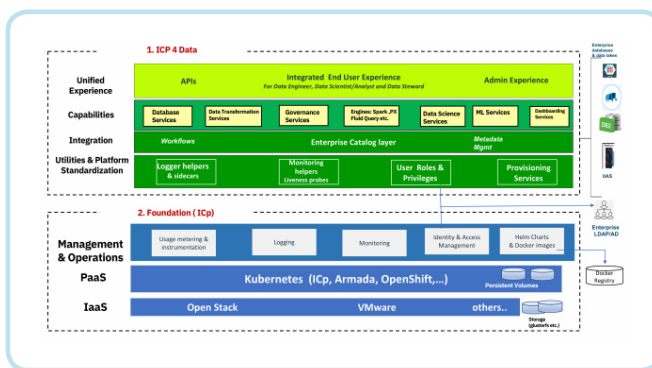 1. ICP 4 Data
Enterprise
databases
& data lakes
Unified
Experience
APIs
Integrated End User Experience
For Data Engineer, Data Scientist/Analyst and Data Steward
Admin Experience
Capabilities
Database
Services
Data Transformation
Services
Governance
Services
Engines: Spark ,PX
Fluid Query etc.
Data Science
Services
ML Services
Dashboarding
Services
Integration
Workflows
Enterprise Catalog layer
Metadata
Mgmt
Utilities & Platform
Standardization
Logger helpers
& sidecars
Monitoring
helpers
Liveness probes
User Roles &
Privileges
Provisioning
Services
IIAS
2. Foundation ( ICp)
Enterprise
LDAP/AD
Management
& Operations
Usage metering &
instrumentation
Logging
Monitoring
Identity & Access
Management
Helm Charts
& Docker images
PaaS
Kubernetes (ICp, Armada, OpenShift,...)
Persistent Volumes
Docker
Registry
IaaS
Open Stack
VMware
others..
Storage
(glusterfs etc.)